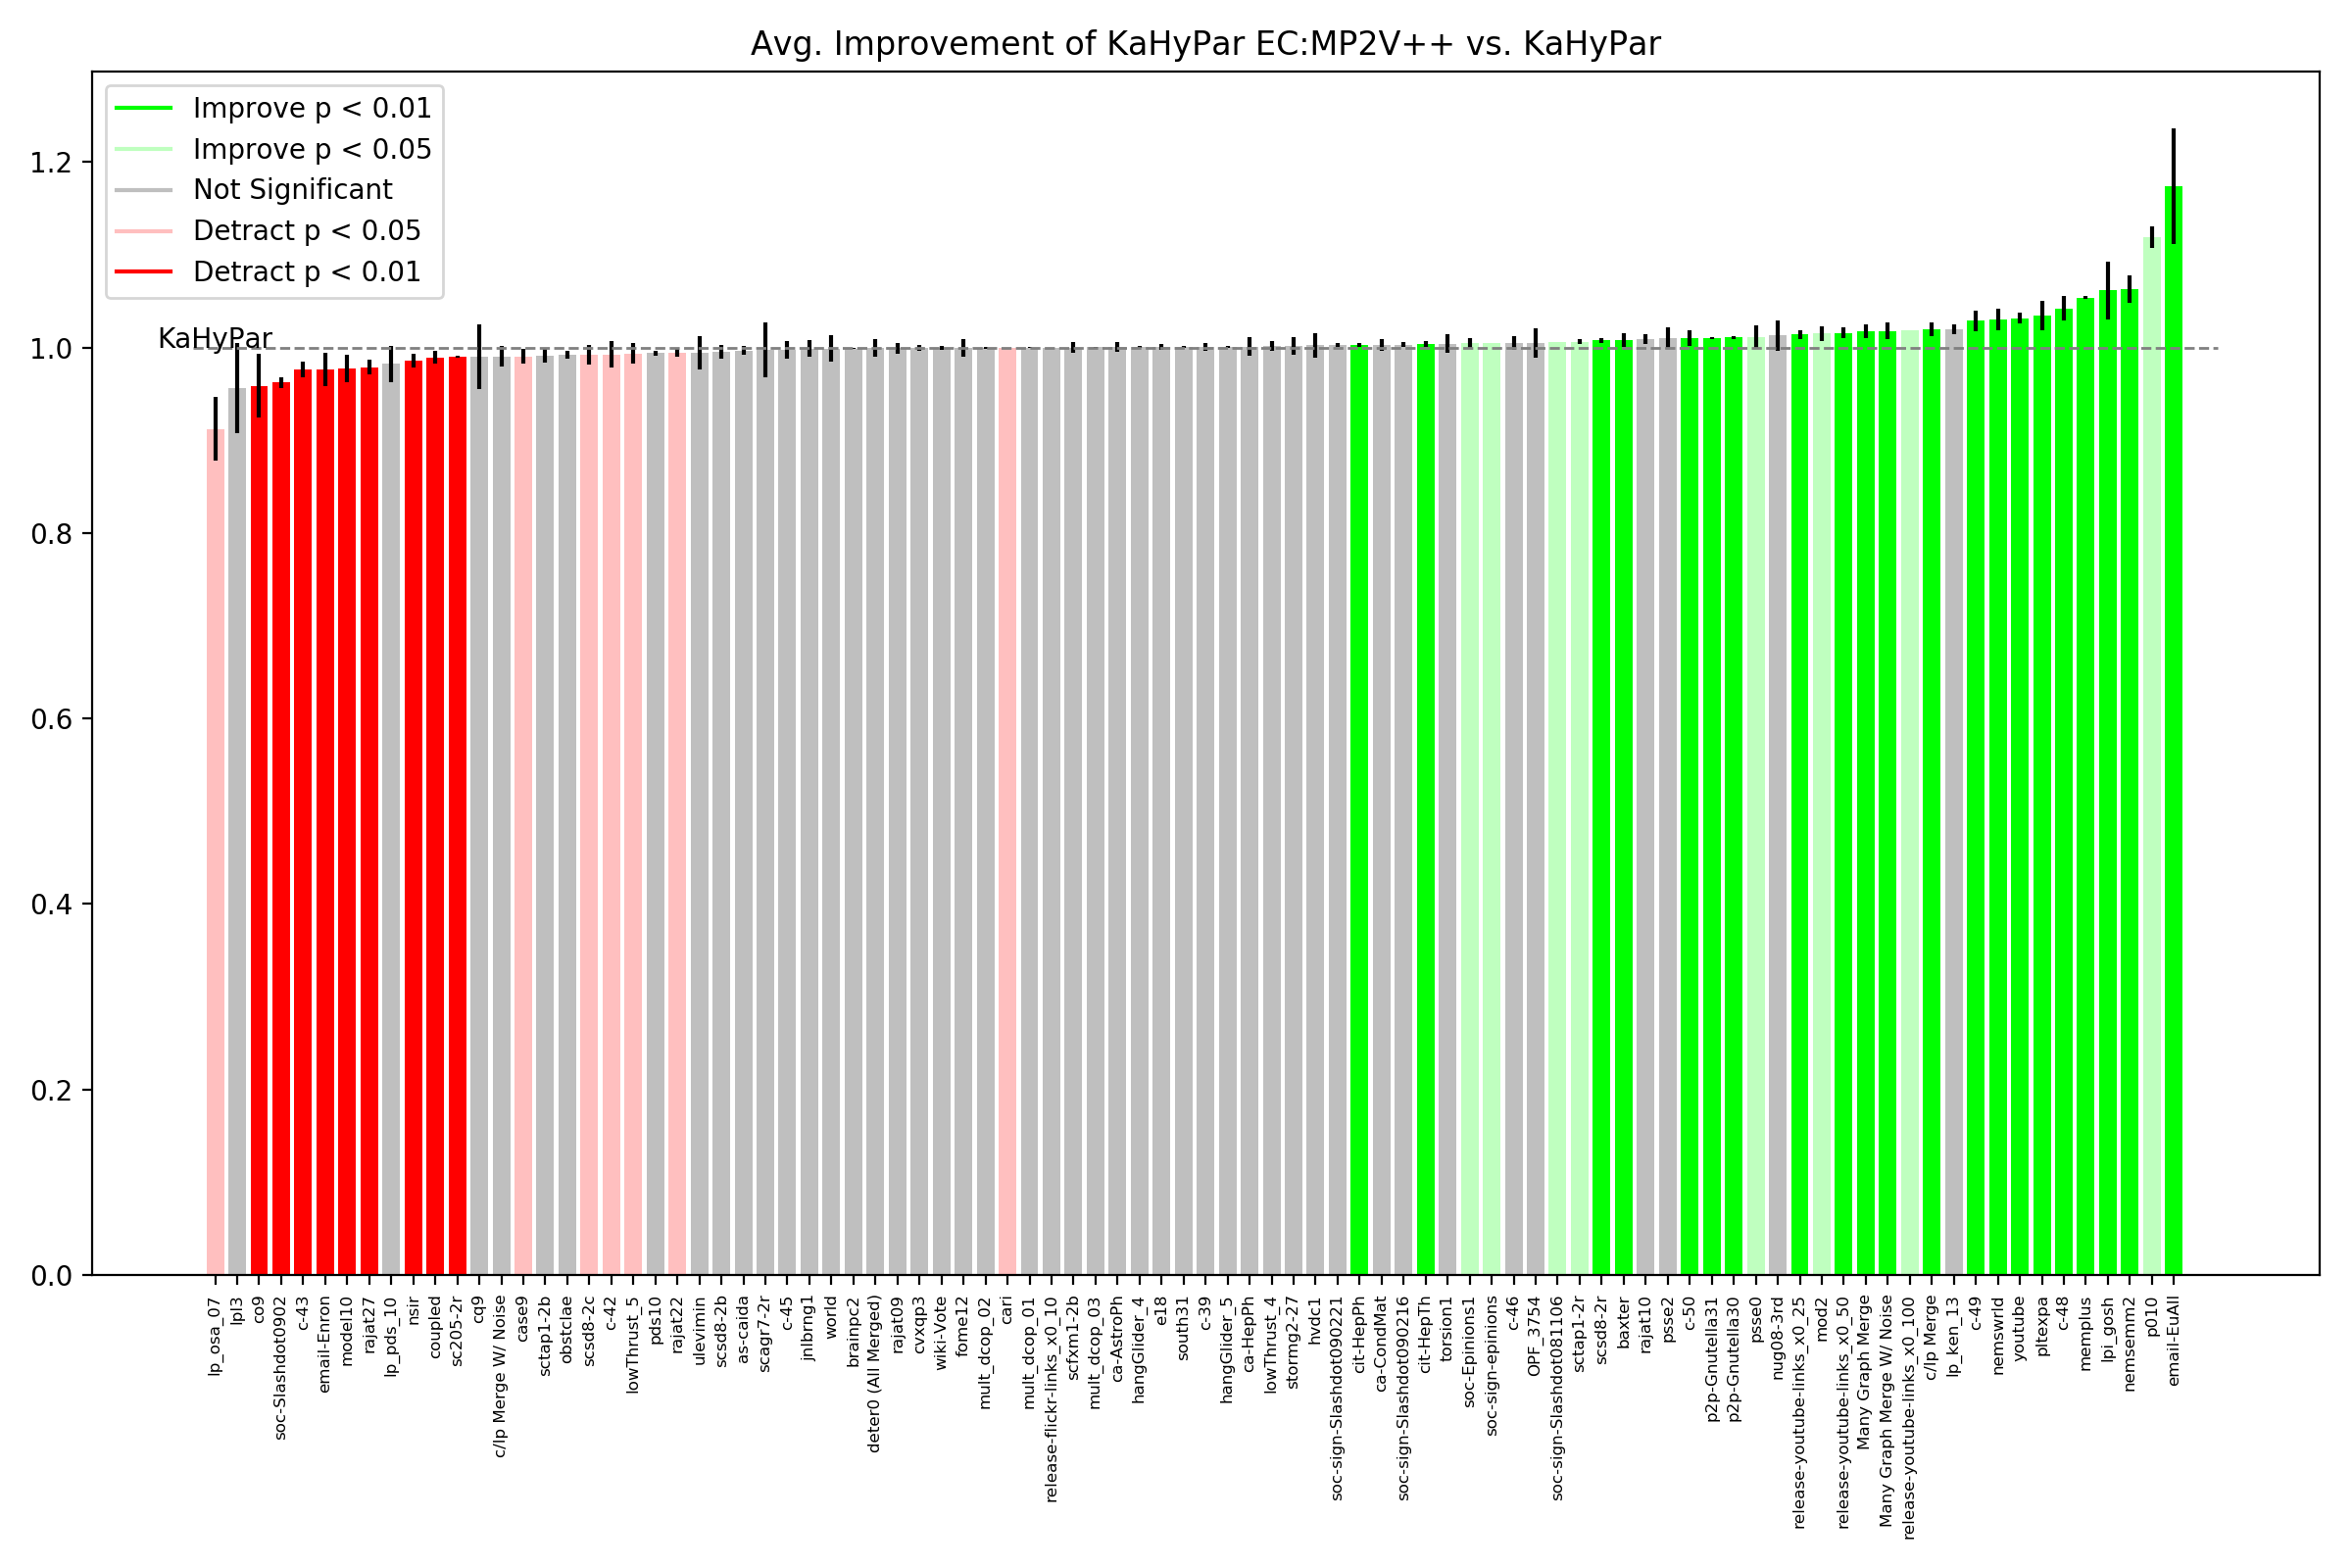 Avg. Improvement of KaHyPar EC:MP2V++ vs. KaHyPar
Improve p < 0.01
Improve p < 0.05
Not Significant
Detract p < 0.05
Detract p < 0.01
KaHyPar
1.2
1.0
0.8
0.6
0.4
0.2
0.0
lp_osa_07
lpl3
co9
soc-Slashdot0902
c-43
email-Enron
model10
rajat27
lp_pds_10
nsir
coupled
sc205-2r
cq9
c/lp Merge W/ Noise
case9
sctap1-2b
obstclae
scsd8-2c
c-42
lowThrust_5
pds10
rajat22
ulevimin
scsd8-2b
as-caida
scagr7-2r
c-45
jnlbrng1
world
brainpc2
deter0 (All Merged)
rajat09
cvxqp3
wiki-Vote
fome12
mult_dcop_02
cari
mult_dcop_01
release-flickr-links_x0_10
scfxm1-2b
mult_dcop_03
ca-AstroPh
hangGlider_4
e18
south31
c-39
hangGlider_5
ca-HepPh
lowThrust_4
stormg2-27
hvdc1
soc-sign-Slashdot090221
cit-HepPh
ca-CondMat
soc-sign-Slashdot090216
cit-HepTh
torsion1
soc-Epinions1
soc-sign-epinions
c-46
OPF_3754
soc-sign-Slashdot081106
sctap1-2r
scsd8-2r
baxter
rajat10
psse2
c-50
p2p-Gnutella31
p2p-Gnutella30
psse0
nug08-3rd
release-youtube-links_x0_25
mod2
release-youtube-links_x0_50
Many Graph Merge
Many Graph Merge W/ Noise
release-youtube-links_x0_100
c/lp Merge
lp_ken_13
c-49
nemswrld
youtube
pltexpa
c-48
memplus
lpi_gosh
nemsemm2
p010
email-EuAll